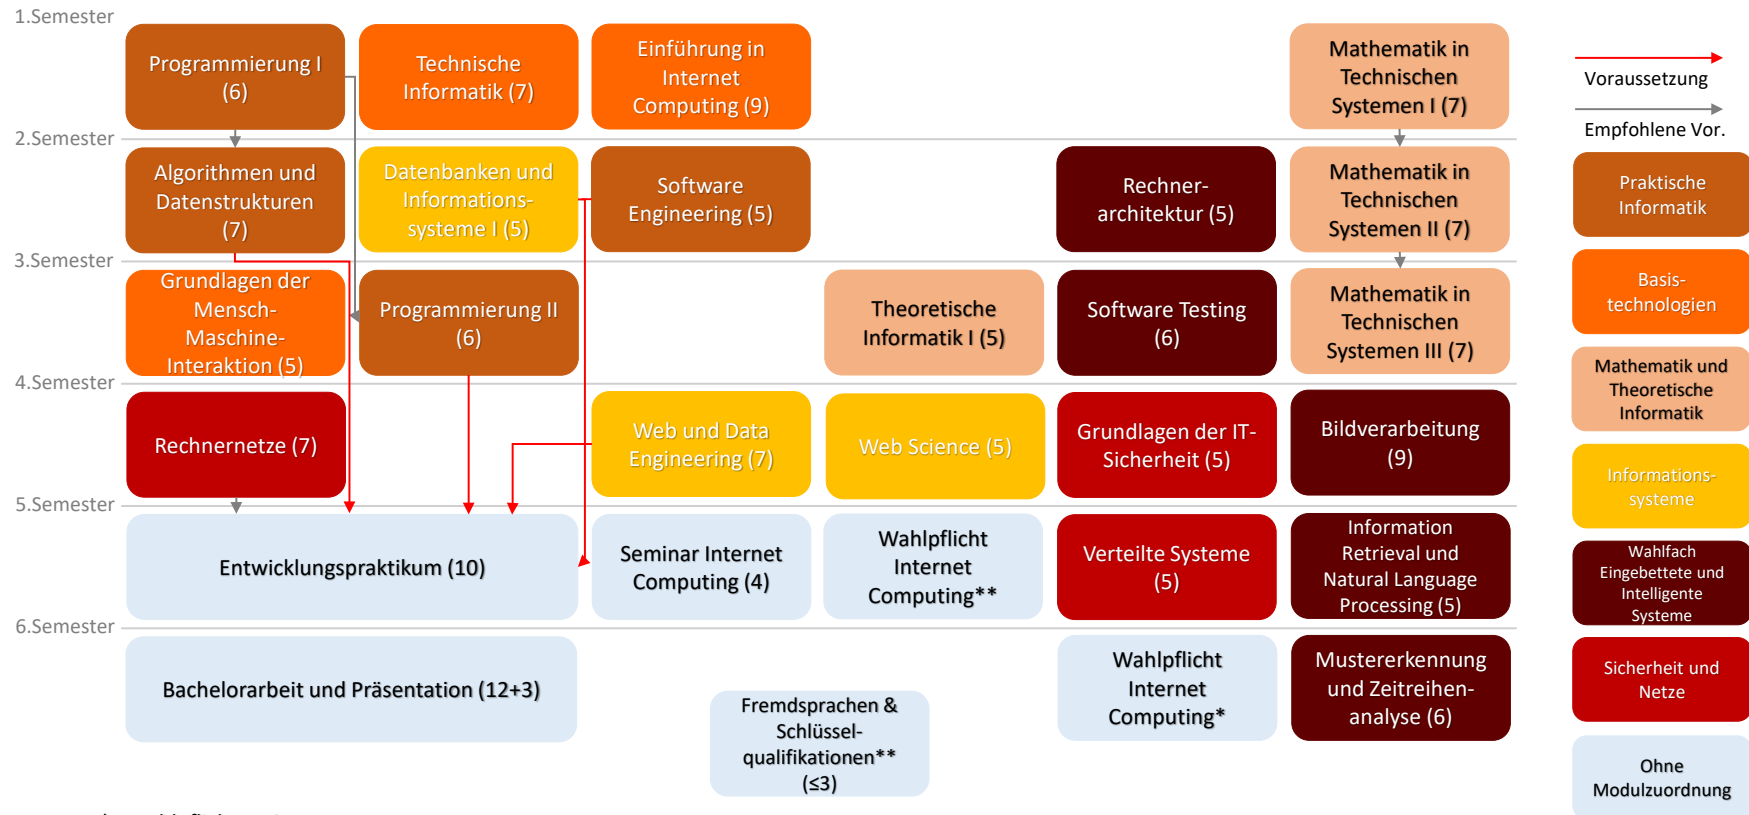 1.Semester
Programmierung I
(6)
Technische
Informatik (7)
Einführung in
Internet
Computing (9)
Mathematik in
Technischen
Systemen I (7)
2.Semester
Algorithmen und
Datenstrukturen
(7)
Datenbanken und
Informations-
systeme I (5)
Software
Engineering (5)
Rechner-
architektur (5)
Mathematik in
Technischen
Systemen II (7)
3.Semester
Grundlagen der
Mensch-
Maschine-
Interaktion (5)
Programmierung II
(6)
Theoretische
Informatik I (5)
Software Testing
(6)
Mathematik in
Technischen
Systemen III (7)
4.Semester
Rechnernetze (7)
Web und Data
Engineering (7)
Web Science (5)
Grundlagen der IT-
Sicherheit (5)
Bildverarbeitung
(9)
5.Semester
Entwicklungspraktikum (10)
Seminar Internet
Computing (4)
Wahlpflicht
Internet
Computing**
Verteilte Systeme
(5)
Information
Retrieval und
Natural Language
Processing (5)
6.Semester
Bachelorarbeit und Präsentation (12+3)
Fremdsprachen &
Schlüssel-
qualifikationen**
(≤3)
Wahlpflicht
Internet
Computing*
Mustererkennung
und Zeitreihen-
analyse (6)
Voraussetzung
Empfohlene Vor.
Praktische
Informatik
Basis-
technologien
Mathematik und
Theoretische
Informatik
Informations-
systeme
Wahlfach
Eingebettete und
Intelligente
Systeme
Sicherheit und
Netze
Ohne
Modulzuordnung